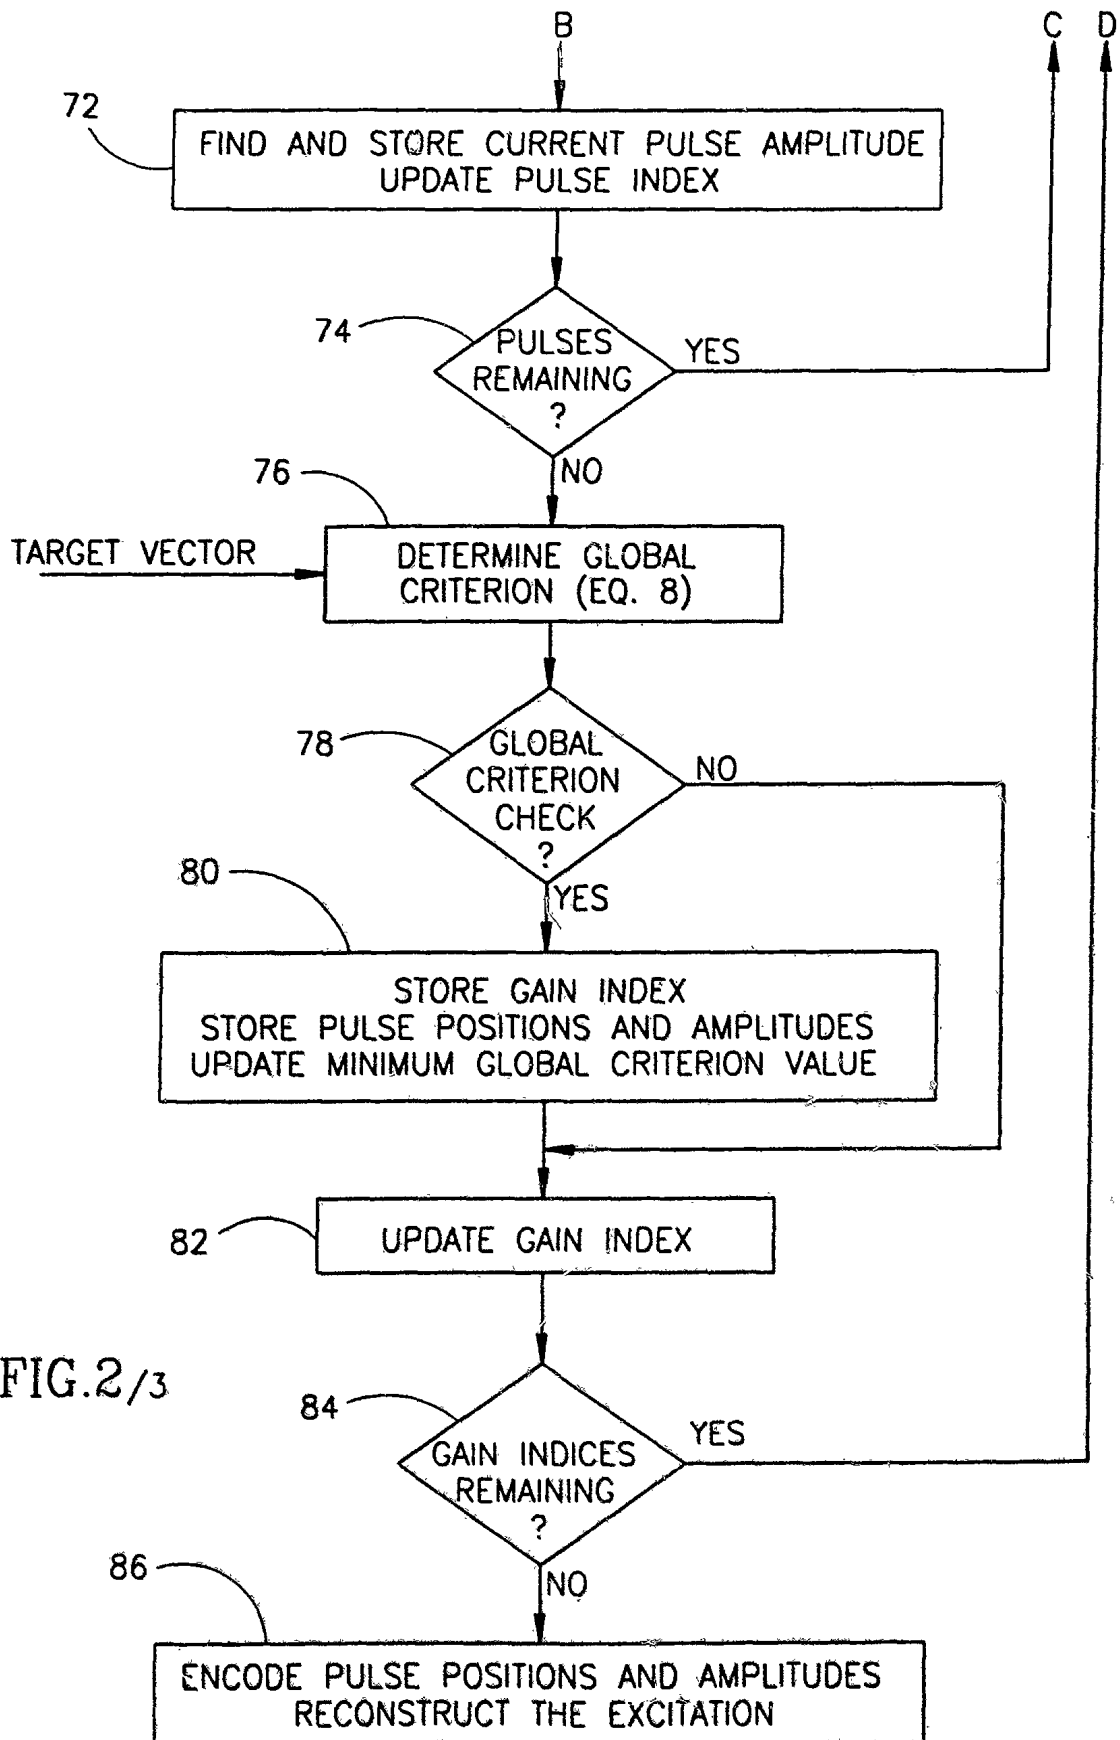 B
C D
72
FIND AND STORE CURRENT PULSE AMPLITUDE
UPDATE PULSE INDEX
74
PULSES
REMAINING
?
YES
NO
76
TARGET VECTOR
DETERMINE GLOBAL
CRITERION (EQ. 8)
78
GLOBAL
CRITERION
CHECK
?
NO
YES
80
STORE GAIN INDEX
STORE PULSE POSITIONS AND AMPLITUDES
UPDATE MINIMUM GLOBAL CRITERION VALUE
82
UPDATE GAIN INDEX
FIG.2/3
84
GAIN INDICES
REMAINING
?
YES
NO
86
ENCODE PULSE POSITIONS AND AMPLITUDES
RECONSTRUCT THE EXCITATION